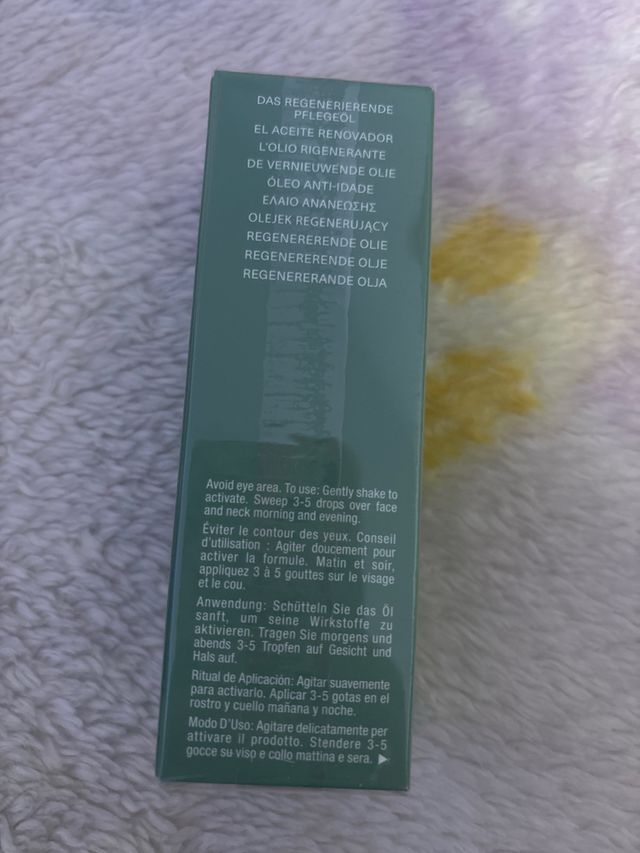 DAS REGENERIERENDE
PFLEGEÖL
EL ACEITE RENOVADOR
L'OLIO RIGENERANTE
DE VERNIEUWENDE OLIE
ÓLEO ANTI-IDADE
ΕΛΑΙΟ ΑΝΑΝΕΩΣΗΣ
OLEJEK REGENERUJĄCY
REGENERERENDE OLIE
REGENERERENDE OLJE
REGENERERANDE OLJA
Avoid eye area. To use: Gently shake to
activate. Sweep 3-5 drops over face
and neck morning and evening.
Éviter le contour des yeux. Conseil
d'utilisation : Agiter doucement pour
activer la formule. Matin et soir,
appliquez 3 à 5 gouttes sur le visage
et le cou.
Anwendung: Schütteln Sie das Öl
sanft, um seine Wirkstoffe zu
aktivieren. Tragen Sie morgens und
abends 3-5 Tropfen auf Gesicht und
Hals auf.
Ritual de Aplicación: Agitar suavemente
para activarlo. Aplicar 3-5 gotas en el
rostro y cuello mañana y noche.
Modo D'Uso: Agitare delicatamente per
attivare il prodotto. Stendere 3-5
gocce su viso e collo mattina e sera. ▶